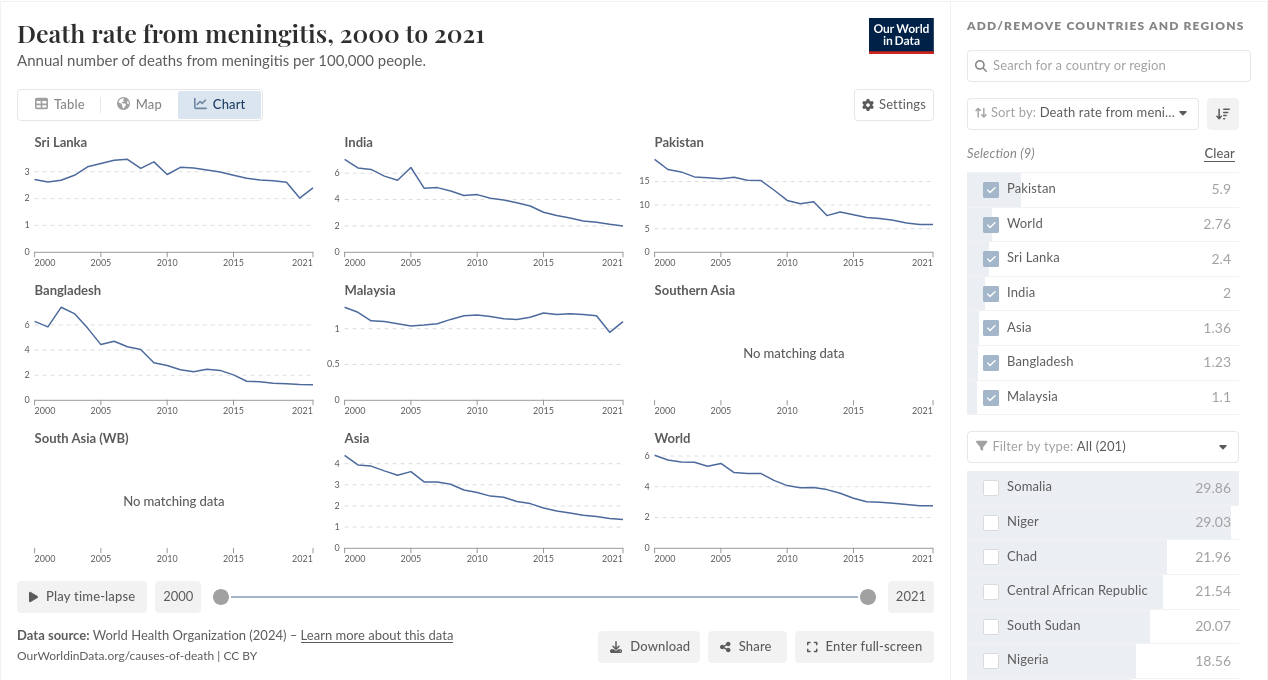 Death rate from meningitis, 2000 to 2021
Annual number of deaths from meningitis per 100,000 people.
Our World
in Data
Table
Map
Chart
Settings
Sri Lanka
3
2
1
0
2000 2005 2010 2015 2021
India
6
4
2
0
2000 2005 2010 2015 2021
Pakistan
15
10
5
0
2000 2005 2010 2015 2021
Bangladesh
6
4
2
0
2000 2005 2010 2015 2021
Malaysia
1
0.5
0
2000 2005 2010 2015 2021
Southern Asia
No matching data
2000 2005 2010 2015 2021
South Asia (WB)
No matching data
2000 2005 2010 2015 2021
Asia
4
3
2
1
0
2000 2005 2010 2015 2021
World
6
4
2
0
2000 2005 2010 2015 2021
Play time-lapse
2000
2021
Data source: World Health Organization (2024) – Learn more about this data
OurWorldinData.org/causes-of-death | CC BY
Download
Share
Enter full-screen
ADD/REMOVE COUNTRIES AND REGIONS
Search for a country or region
Sort by: Death rate from meni...
Selection (9) Clear
Pakistan 5.9
World 2.76
Sri Lanka 2.4
India 2
Asia 1.36
Bangladesh 1.23
Malaysia 1.1
Filter by type: All (201)
Somalia 29.86
Niger 29.03
Chad 21.96
Central African Republic 21.54
South Sudan 20.07
Nigeria 18.56